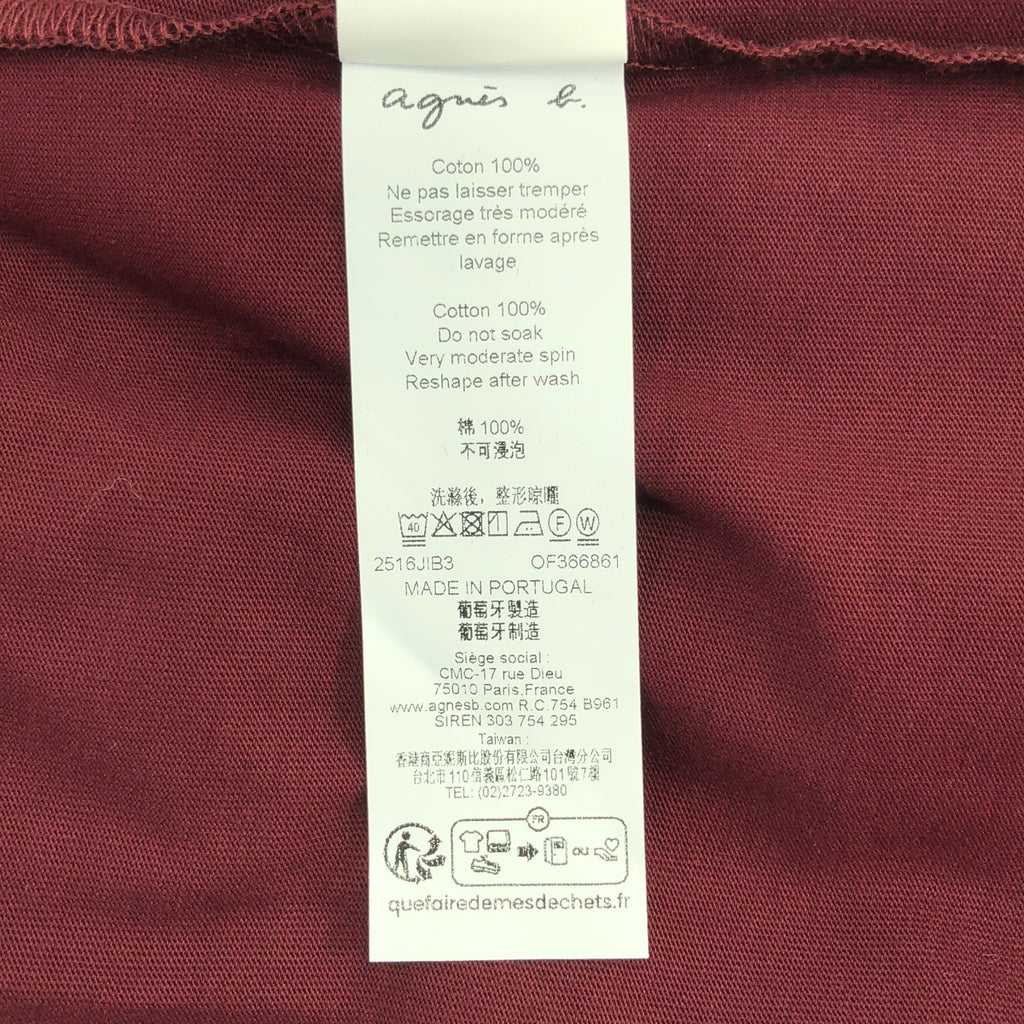 agnès b.
Coton 100%
Ne pas laisser tremper
Essorage très modéré
Remettre en forme après
lavage
Cotton 100%
Do not soak
Very moderate spin
Reshape after wash
棉 100%
不可浸泡
洗滌後，整形晾曬
40 F W
2516JIB3 OF366861
MADE IN PORTUGAL
葡萄牙製造
葡萄牙制造
Siège social :
CMC-17 rue Dieu
75010 Paris,France
www.agnesb.com R.C.754 B961
SIREN 303 754 295
Taiwan :
香港商亞妮斯比股份有限公司台灣分公司
台北市110信義區松仁路101號7樓
TEL: (02)2723-9380
FR
OU
quefairedemesdechets.fr